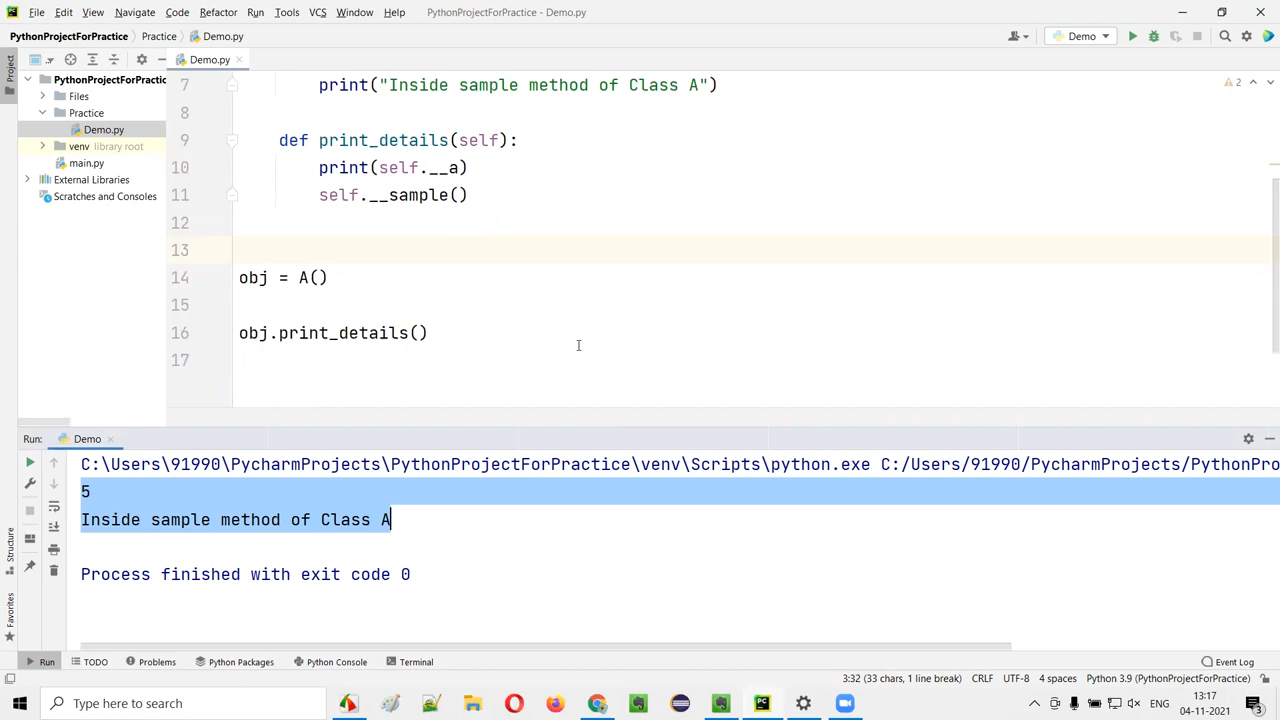 File Edit View Navigate Code Refactor Run Tools VCS Window Help PythonProjectForPractice - Demo.py
PythonProjectForPractice Practice Demo.py Demo
Project
Demo.py
PythonProjectForPractic
Files
Practice
Demo.py
venv library root
main.py
External Libraries
Scratches and Consoles
2
7 print("Inside sample method of Class A")
8
9 def print_details(self):
10 print(self.__a)
11 self.__sample()
12
13
14 obj = A()
15
16 obj.print_details()
17
Run: Demo
C:\Users\91990\PycharmProjects\PythonProjectForPractice\venv\Scripts\python.exe C:/Users/91990/PycharmProjects/PythonPro
5
Inside sample method of Class A
Process finished with exit code 0
Structure
Favorites
Run TODO Problems Python Packages Python Console Terminal Event Log
3:32 (33 chars, 1 line break) CRLF UTF-8 4 spaces Python 3.9 (PythonProjectForPractice)
Type here to search
ENG
13:17
04-11-2021
3